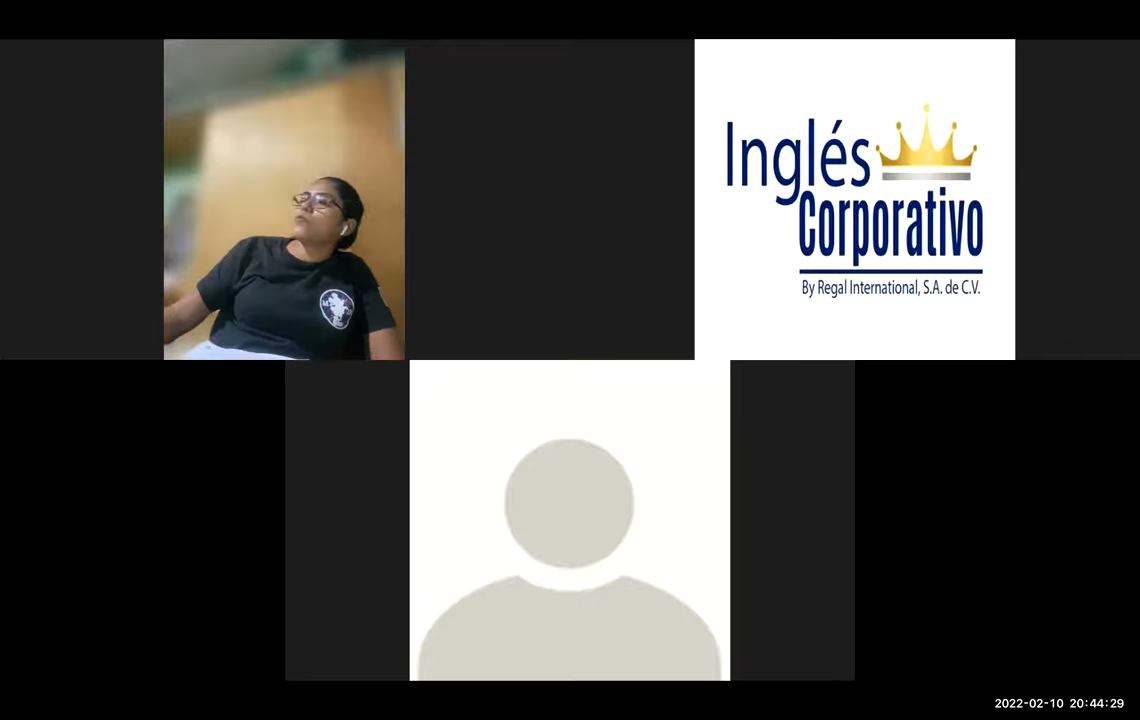 Inglés
Corporativo
By Regal International, S.A. de C.V.
2022-02-10 20:44:29